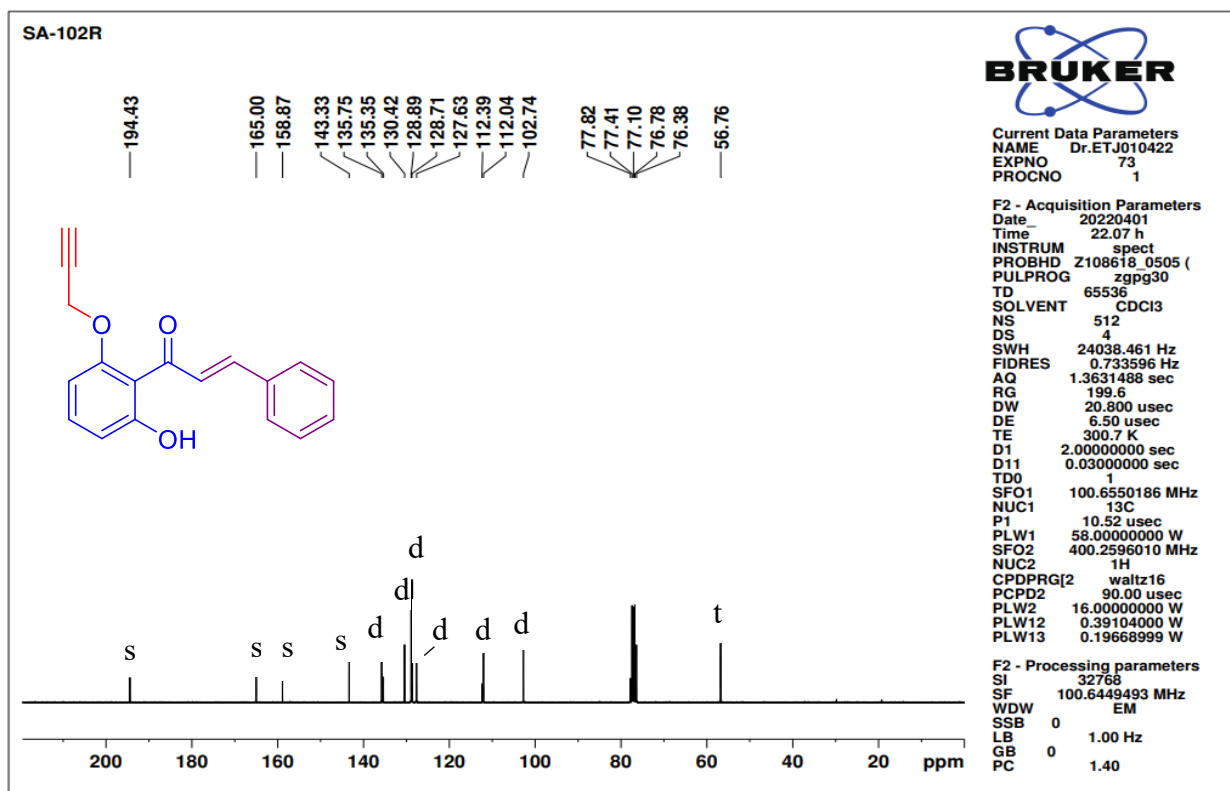 SA-102R
194.43
165.00
158.87
143.33
135.75
135.35
130.42
128.89
128.71
127.63
112.39
112.04
102.74
77.82
77.41
77.10
76.78
76.38
56.76
O
O
OH
s
s
s
s
d
d
d
d
d
d
t
200 180 160 140 120 100 80 60 40 20 ppm
BRUKER
Current Data Parameters
NAME Dr.ETJ010422
EXPNO 73
PROCNO 1
F2 - Acquisition Parameters
Date_ 20220401
Time 22.07 h
INSTRUM spect
PROBHD Z108618_0505 (
PULPROG zgpg30
TD 65536
SOLVENT CDCl3
NS 512
DS 4
SWH 24038.461 Hz
FIDRES 0.733596 Hz
AQ 1.3631488 sec
RG 199.6
DW 20.800 usec
DE 6.50 usec
TE 300.7 K
D1 2.00000000 sec
D11 0.03000000 sec
TD0 1
SFO1 100.6550186 MHz
NUC1 13C
P1 10.52 usec
PLW1 58.00000000 W
SFO2 400.2596010 MHz
NUC2 1H
CPDPRG[2 waltz16
PCPD2 90.00 usec
PLW2 16.00000000 W
PLW12 0.39104000 W
PLW13 0.19668999 W
F2 - Processing parameters
SI 32768
SF 100.6449493 MHz
WDW EM
SSB 0
LB 1.00 Hz
GB 0
PC 1.40